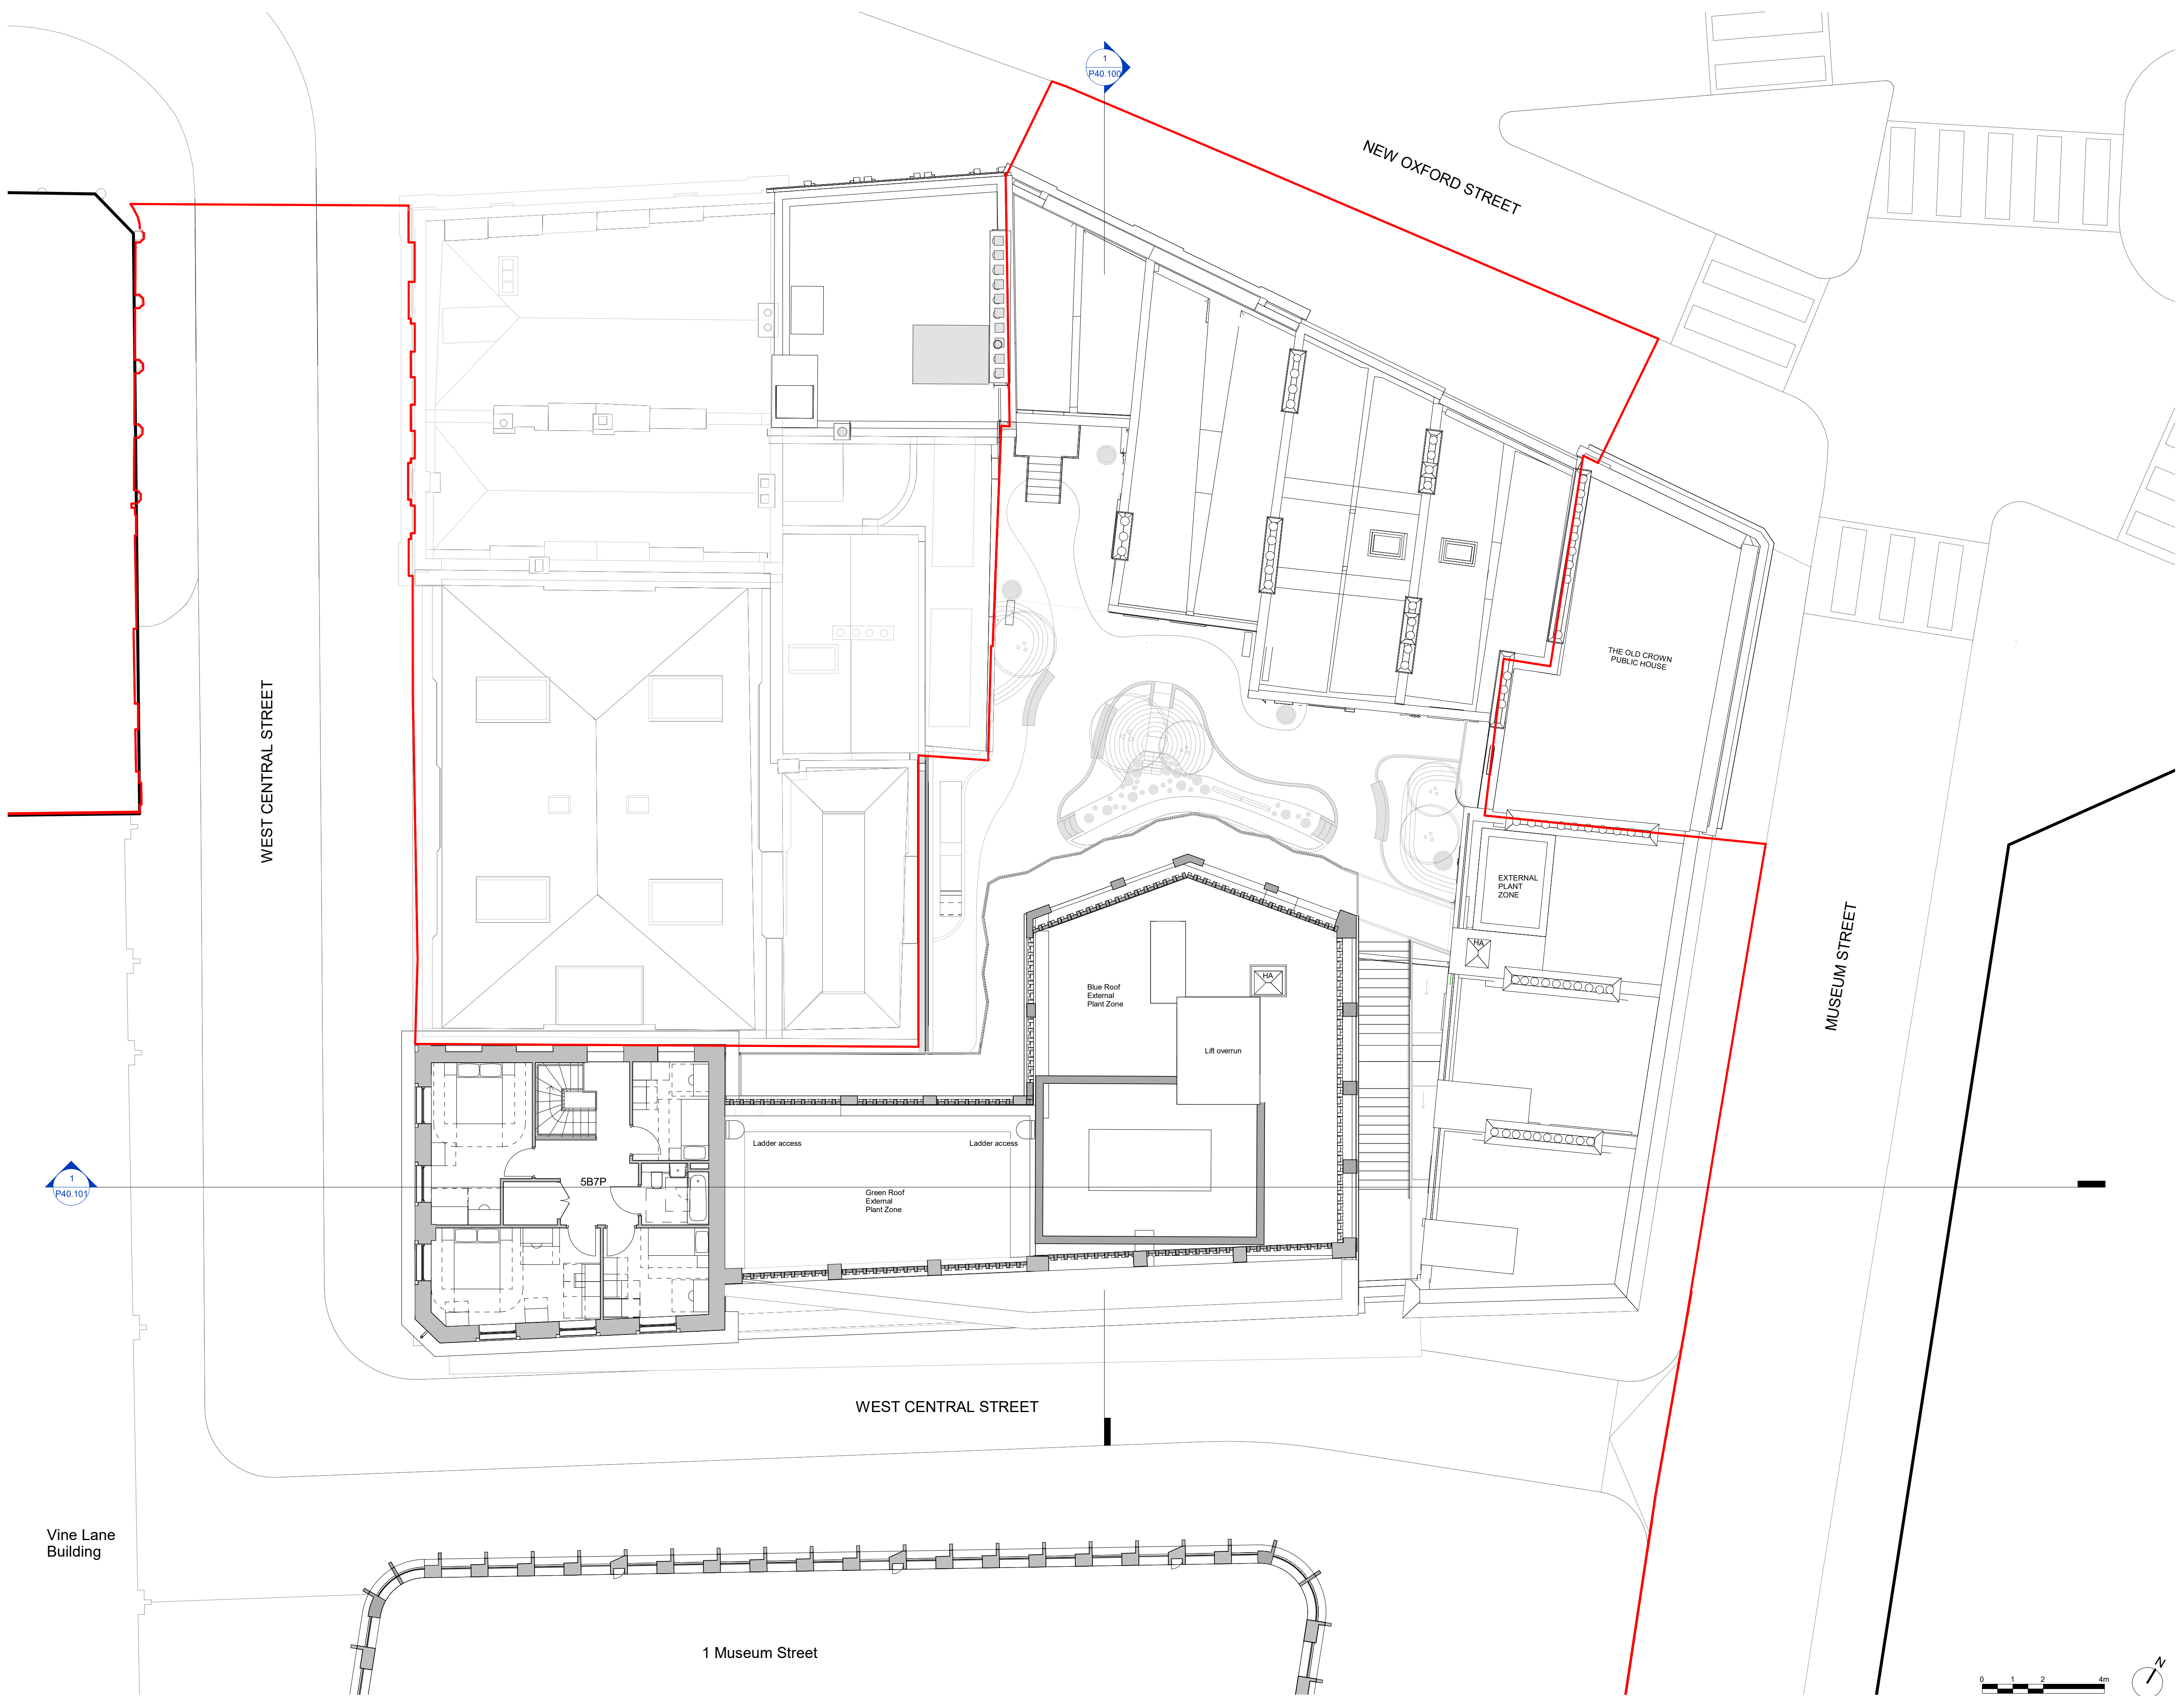 1
P40.100
NEW OXFORD STREET
THE OLD CROWN
PUBLIC HOUSE
WEST CENTRAL STREET
EXTERNAL
PLANT
ZONE
MUSEUM STREET
HA
HA
Blue Roof
External
Plant Zone
Lift overrun
Ladder access
Ladder access
1
P40.101
5B7P
Green Roof
External
Plant Zone
WEST CENTRAL STREET
Vine Lane
Building
1 Museum Street
0 1 2 4m
N